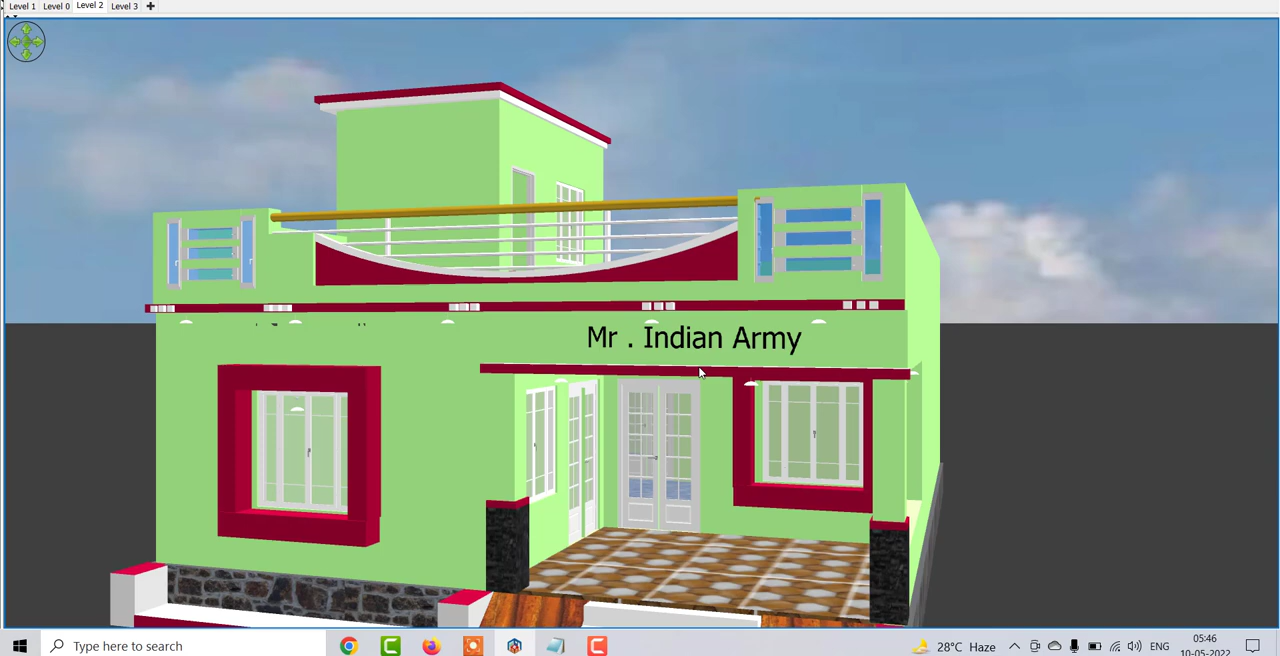 Level 1 Level 0 Level 2 Level 3
Mr . Indian Army
Type here to search
28°C Haze
ENG
05:46
10-05-2022